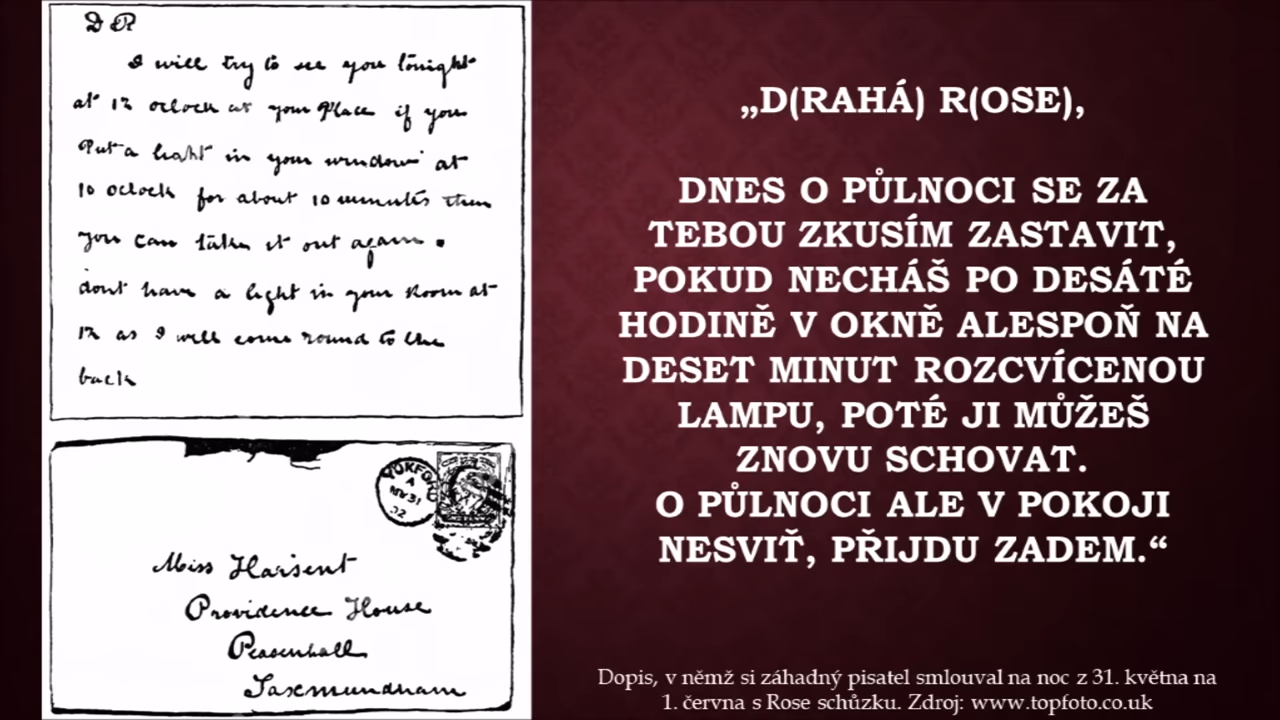 D R
I will try to see you tonight
at 12 oclock at your Place if you
Put a light in your window at
10 oclock for about 10 minutes then
you can take it out again.
dont have a light in your Room at
12 as I will come round to the
back
YOXFORD
A
MY 31
02
Miss Harsent
Providence House
Peasenhall
Saxmundham
„D(RAHÁ) R(OSE),
DNES O PŮLNOCI SE ZA
TEBOU ZKUSÍM ZASTAVIT,
POKUD NECHÁŠ PO DESÁTÉ
HODINĚ V OKNĚ ALESPOŇ NA
DESET MINUT ROZCVÍCENOU
LAMPU, POTÉ JI MŮŽEŠ
ZNOVU SCHOVAT.
O PŮLNOCI ALE V POKOJI
NESVIŤ, PŘIJDU ZADEM.“
Dopis, v němž si záhadný pisatel smlouval na noc z 31. května na
1. června s Rose schůzku. Zdroj: www.topfoto.co.uk